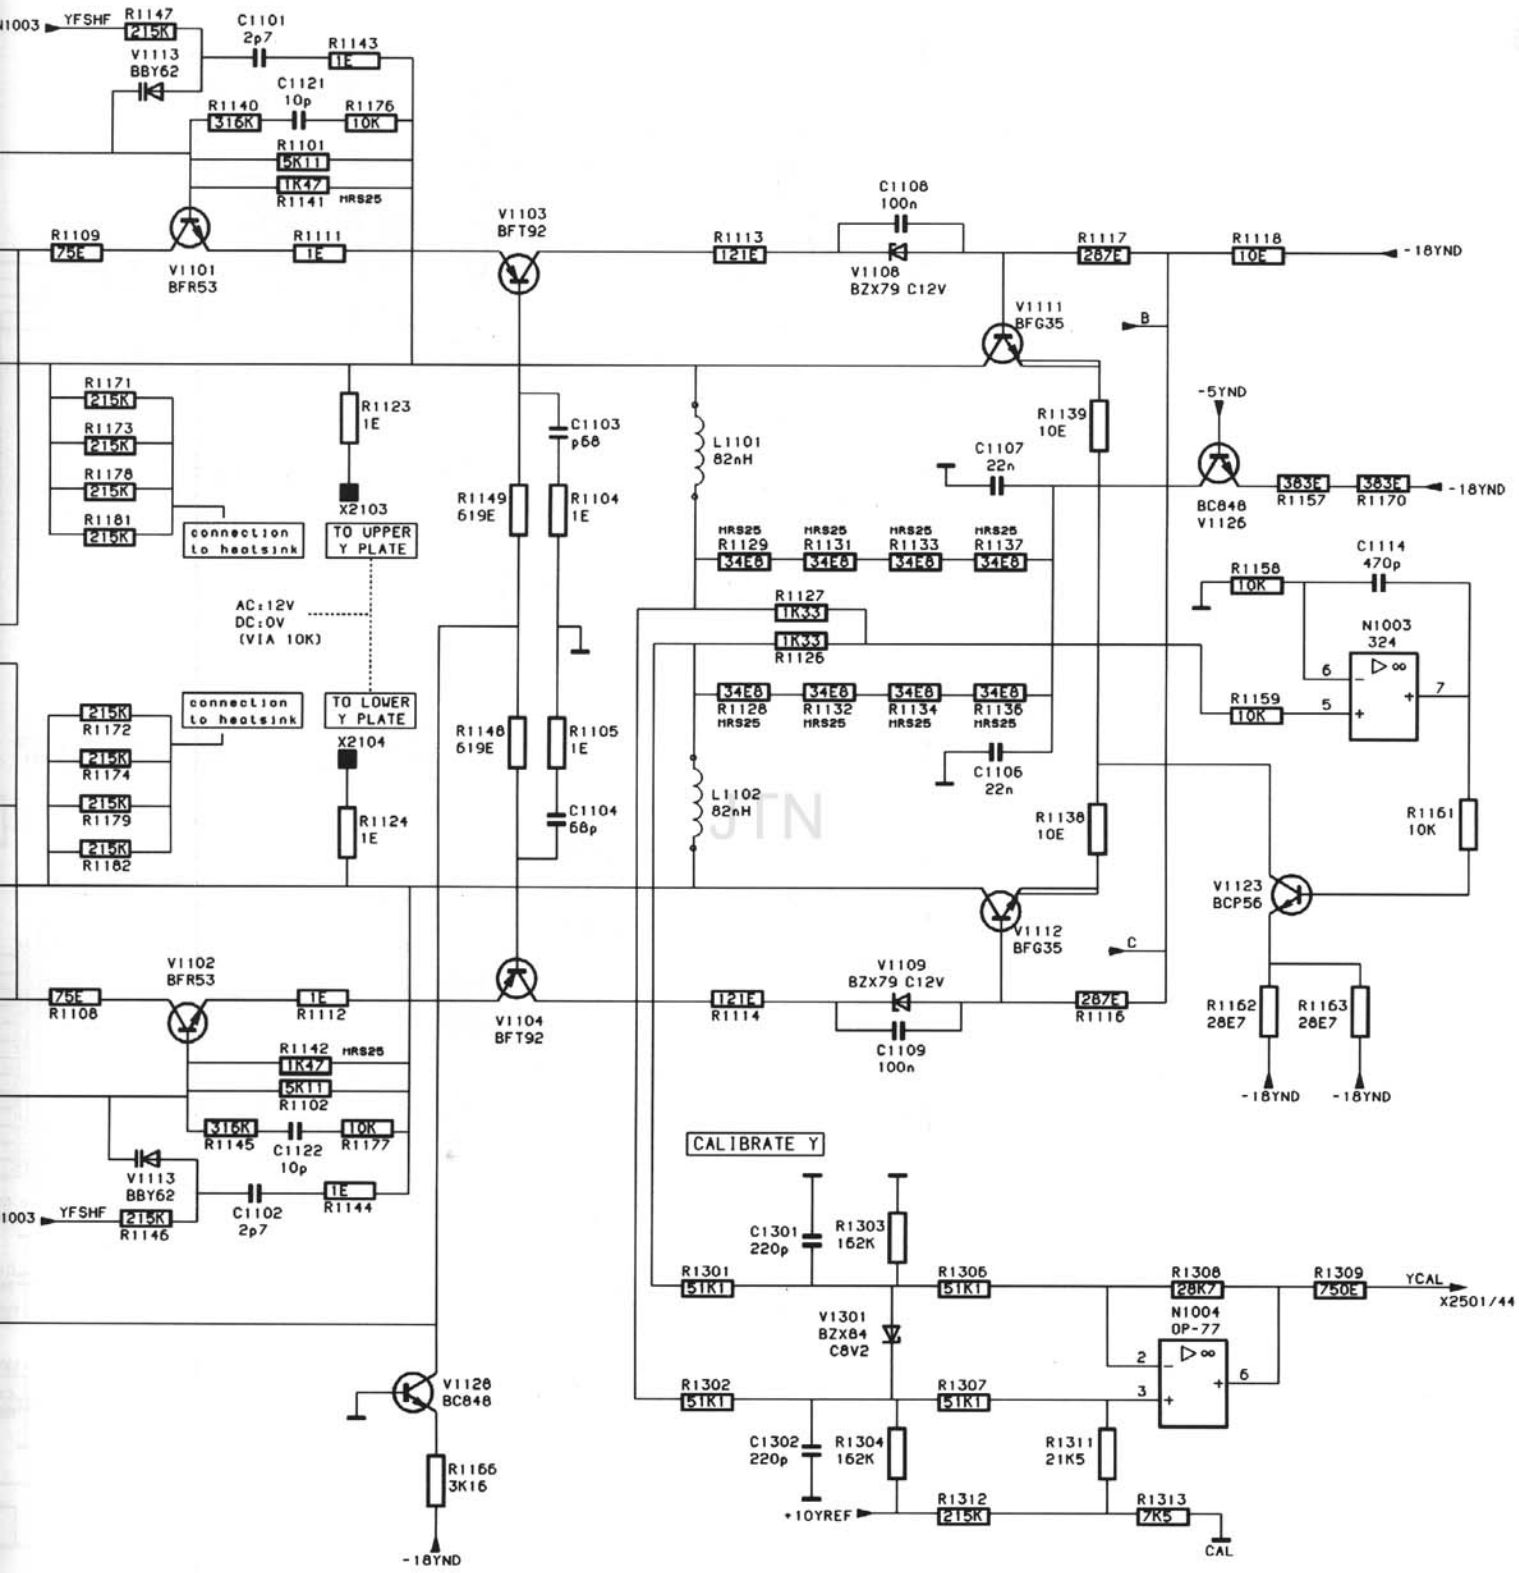 N1003 YFSHF R1147
215K
C1101
2p7
R1143
1E
V1113
BBY62
C1121
10p
R1140
316K
R1176
10K
R1101
5K11
1K47
R1141 MRS25
R1109
75E
V1101
BFR53
R1111
1E
V1103
BFT92
R1113
121E
C1108
100n
V1108
BZX79 C12V
R1117
287E
R1118
10E
-18YND
V1111
BFG35
B
R1171
215K
R1173
215K
R1178
215K
R1181
215K
connection
to heatsink
R1123
1E
X2103
TO UPPER
Y PLATE
AC:12V
DC:0V
(VIA 10K)
C1103
p68
R1149
619E
R1104
1E
L1101
82nH
R1139
10E
C1107
22n
-5YND
BC848
V1126
383E
R1157
383E
R1170
-18YND
MRS25
R1129
34E8
MRS25
R1131
34E8
MRS25
R1133
34E8
MRS25
R1137
34E8
R1127
1K33
1K33
R1126
34E8
R1128
MRS25
34E8
R1132
MRS25
34E8
R1134
MRS25
34E8
R1136
MRS25
C1106
22n
R1158
10K
C1114
470p
N1003
324
▷∞
6
-
5
+
+
7
R1159
10K
R1161
10K
connection
to heatsink
TO LOWER
Y PLATE
X2104
215K
R1172
215K
R1174
215K
R1179
215K
R1182
R1124
1E
R1148
619E
R1105
1E
C1104
68p
L1102
82nH
JTN
R1138
10E
V1123
BCP56
V1112
BFG35
C
V1102
BFR53
75E
R1108
1E
R1112
V1104
BFT92
121E
R1114
V1109
BZX79 C12V
C1109
100n
287E
R1116
R1162
28E7
R1163
28E7
-18YND
-18YND
R1142 MRS25
1K47
5K11
R1102
316K
R1145
C1122
10p
10K
R1177
V1113
BBY62
1003 YFSHF 215K
R1146
C1102
2p7
1E
R1144
CALIBRATE Y
C1301
220p
R1303
162K
R1301
51K1
R1306
51K1
R1308
28K7
R1309
750E
YCAL
X2501/44
V1301
BZX84
C8V2
N1004
OP-77
▷∞
2
-
3
+
+
6
R1302
51K1
R1307
51K1
V1128
BC848
C1302
220p
R1304
162K
R1311
21K5
R1166
3K16
-18YND
+10YREF
R1312
215K
R1313
7K5
CAL